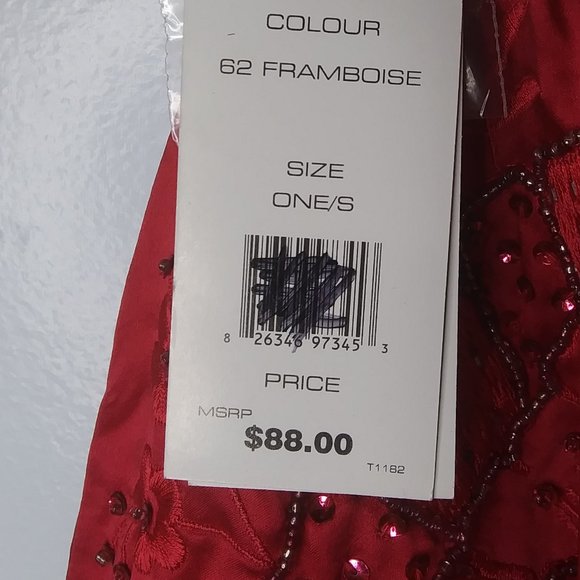 COLOUR
62 FRAMBOISE
SIZE
ONE/S
8 26346 97345 3
PRICE
MSRP
$88.00
T1182